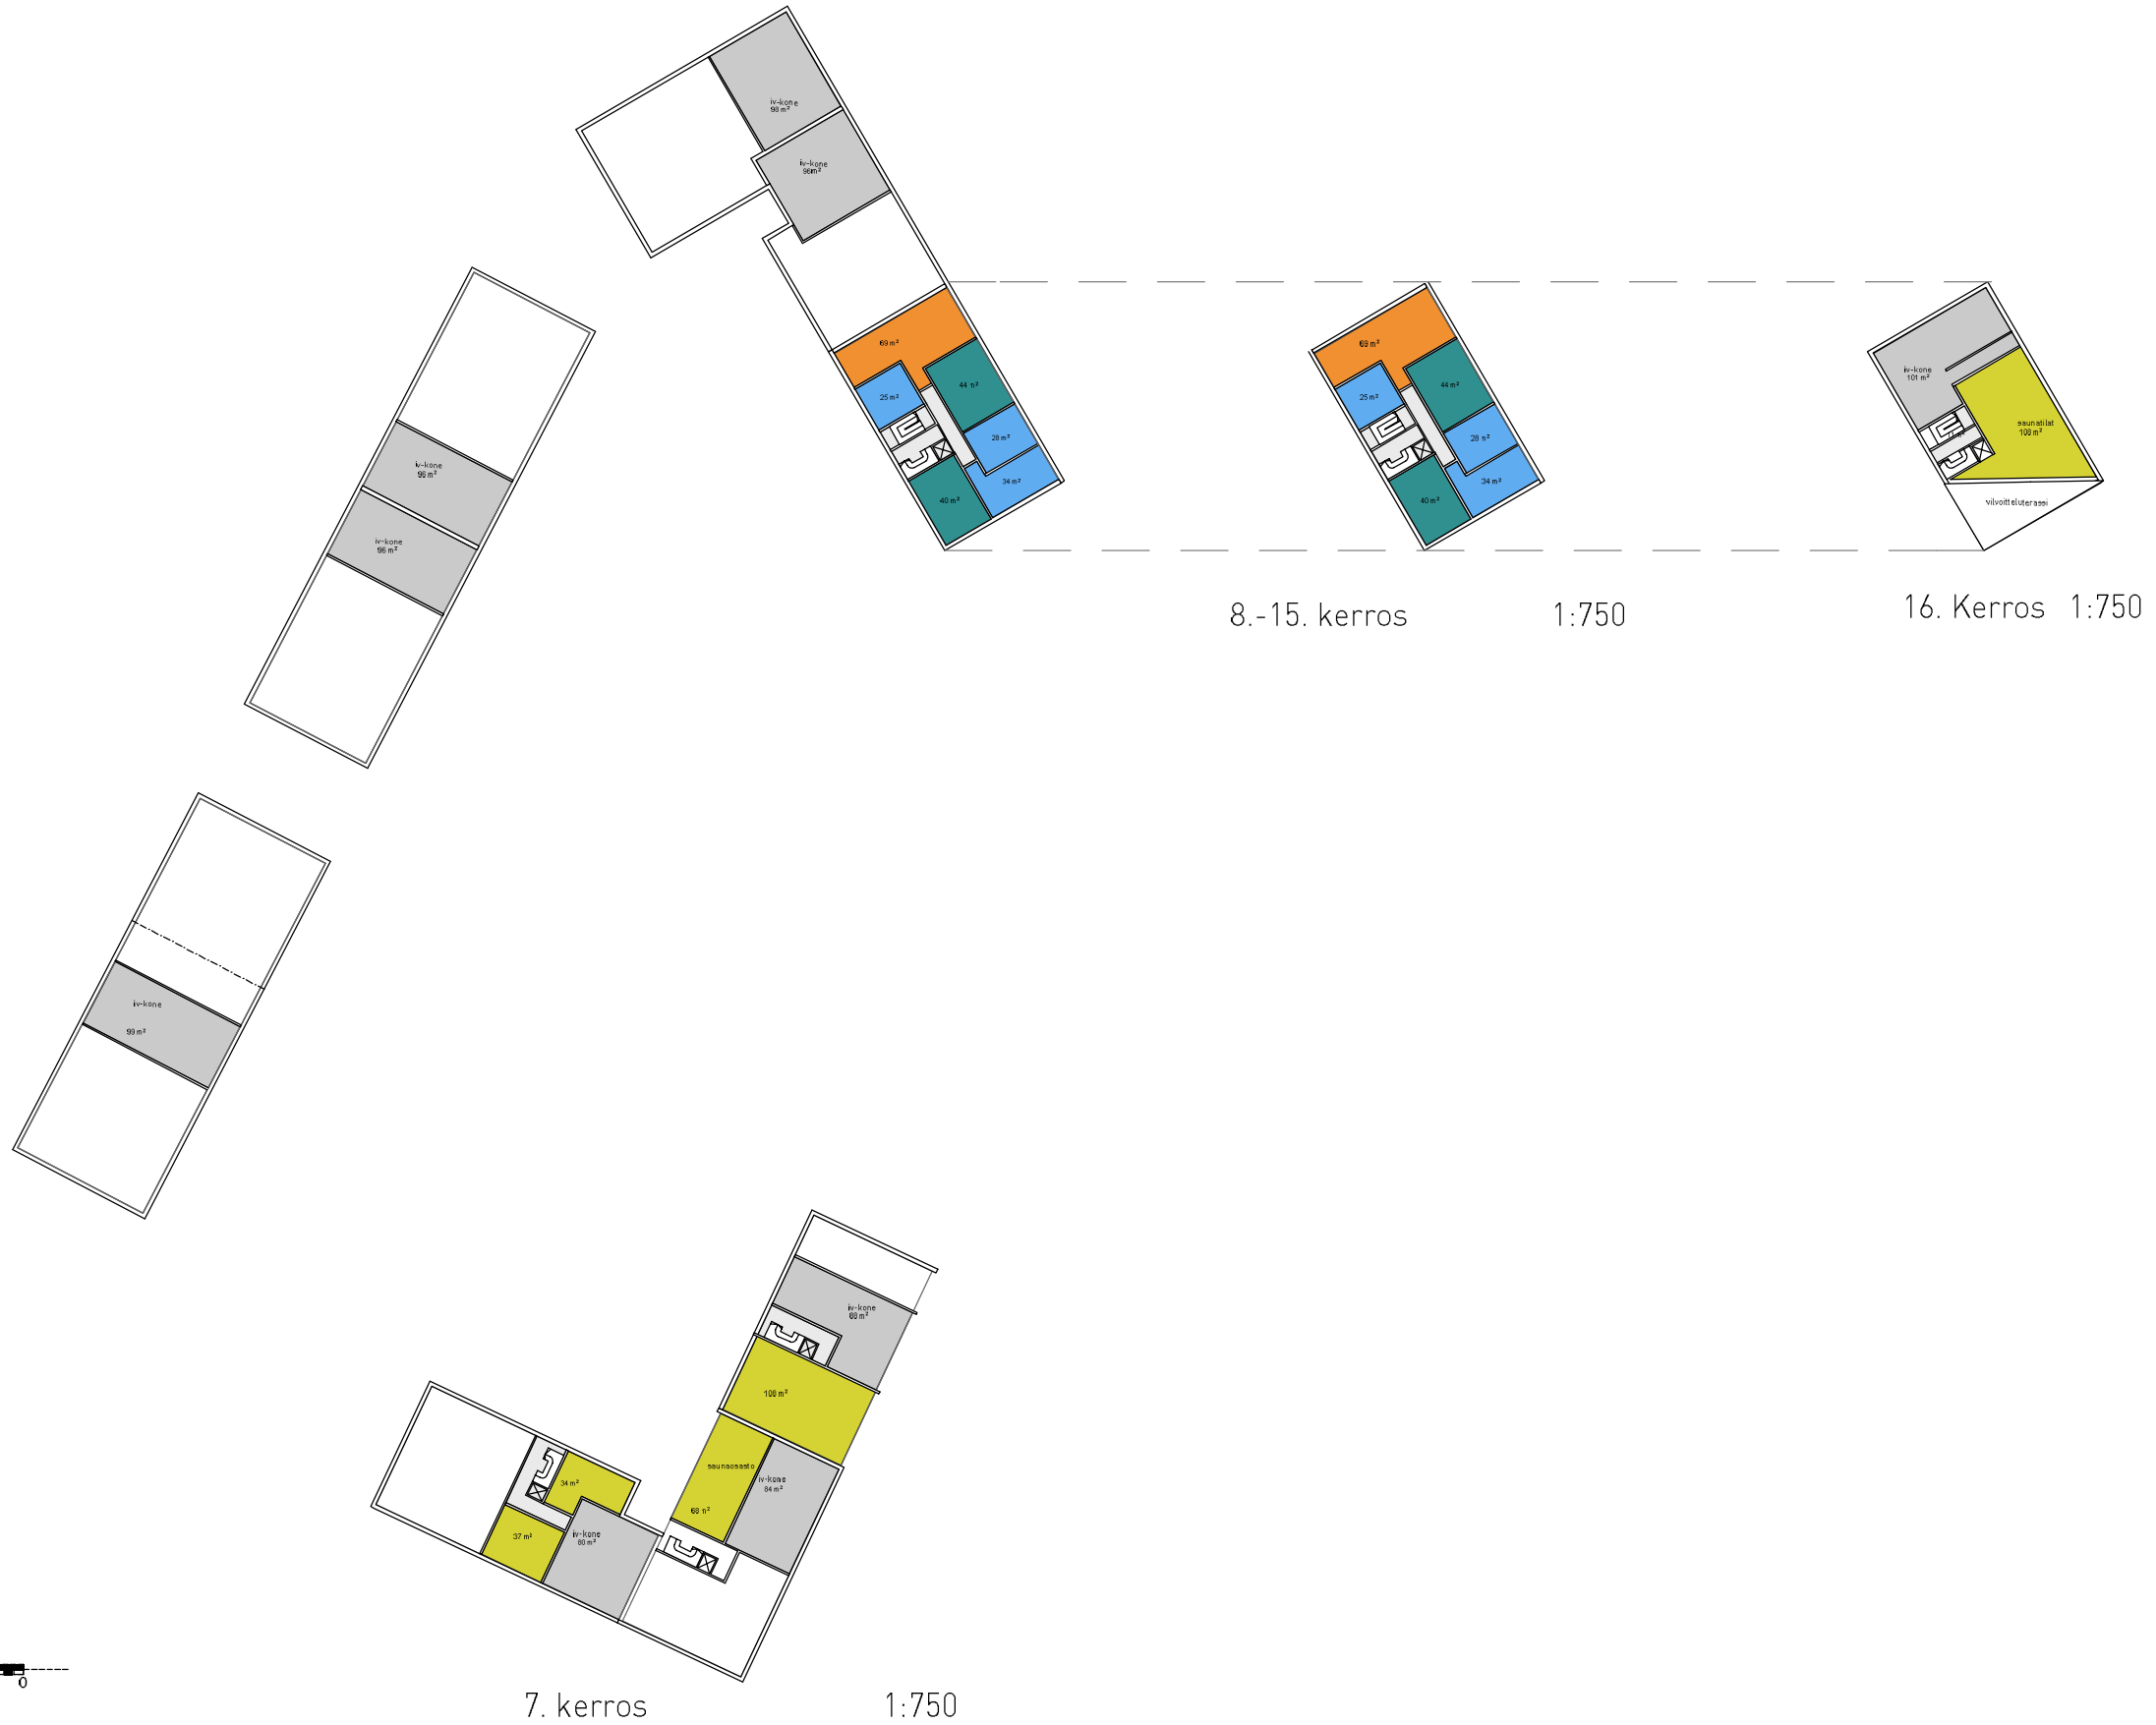 iv-kone
98 m²
iv-kone
96m²
69 m²
44 m²
25 m²
28 m²
34 m²
40 m²
69 m²
44 m²
25 m²
28 m²
34 m²
40 m²
iv-kone
101 m²
saunatilat
108 m²
vilvoitteluterassi
8.-15. kerros 1:750
16. Kerros 1:750
iv-kone
96 m²
iv-kone
96 m²
iv-kone
99 m²
iv-kone
88 m²
108 m²
saunaosasto
68 m²
iv-kone
84 m²
34 m²
37 m²
iv-kone
80 m²
0
7. kerros 1:750